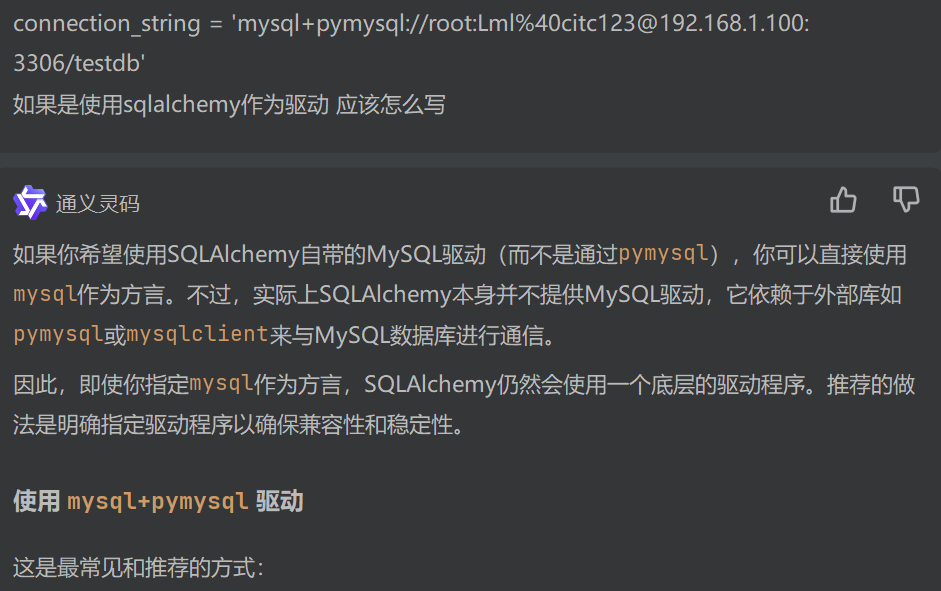 connection_string = 'mysql+pymysql://root:Lml%40citc123@192.168.1.100:
3306/testdb'
如果是使用sqlalchemy作为驱动 应该怎么写
通义灵码
如果你希望使用SQLAlchemy自带的MySQL驱动（而不是通过pymysql），你可以直接使用
mysql作为方言。不过，实际上SQLAlchemy本身并不提供MySQL驱动，它依赖于外部库如
pymysql或mysqlclient来与MySQL数据库进行通信。
因此，即使你指定mysql作为方言，SQLAlchemy仍然会使用一个底层的驱动程序。推荐的做
法是明确指定驱动程序以确保兼容性和稳定性。
使用 mysql+pymysql 驱动
这是最常见和推荐的方式：